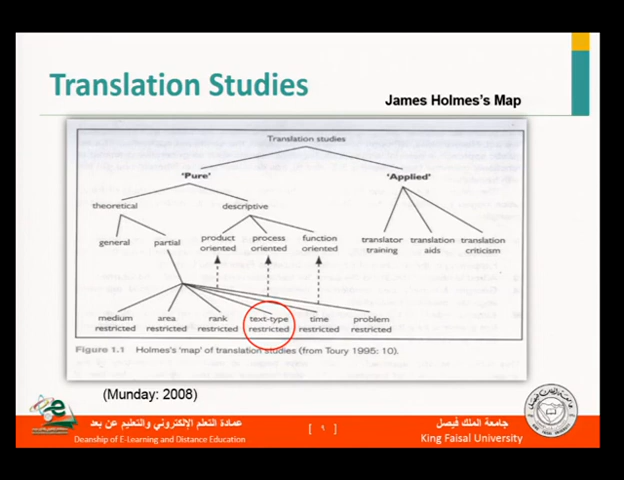 Translation Studies
James Holmes's Map
Translation studies
'Pure'
'Applied'
theoretical
descriptive
general
partial
product
oriented
process
oriented
function
oriented
translator
training
translation
aids
translation
criticism
medium
restricted
area
restricted
rank
restricted
text-type
restricted
time
restricted
problem
restricted
Figure 1.1 Holmes's 'map' of translation studies (from Toury 1995: 10).
(Munday: 2008)
عمادة التعلم الإلكتروني والتعليم عن بعد
Deanship of E-Learning and Distance Education
[ ٩ ]
جامعة الملك فيصل
King Faisal University